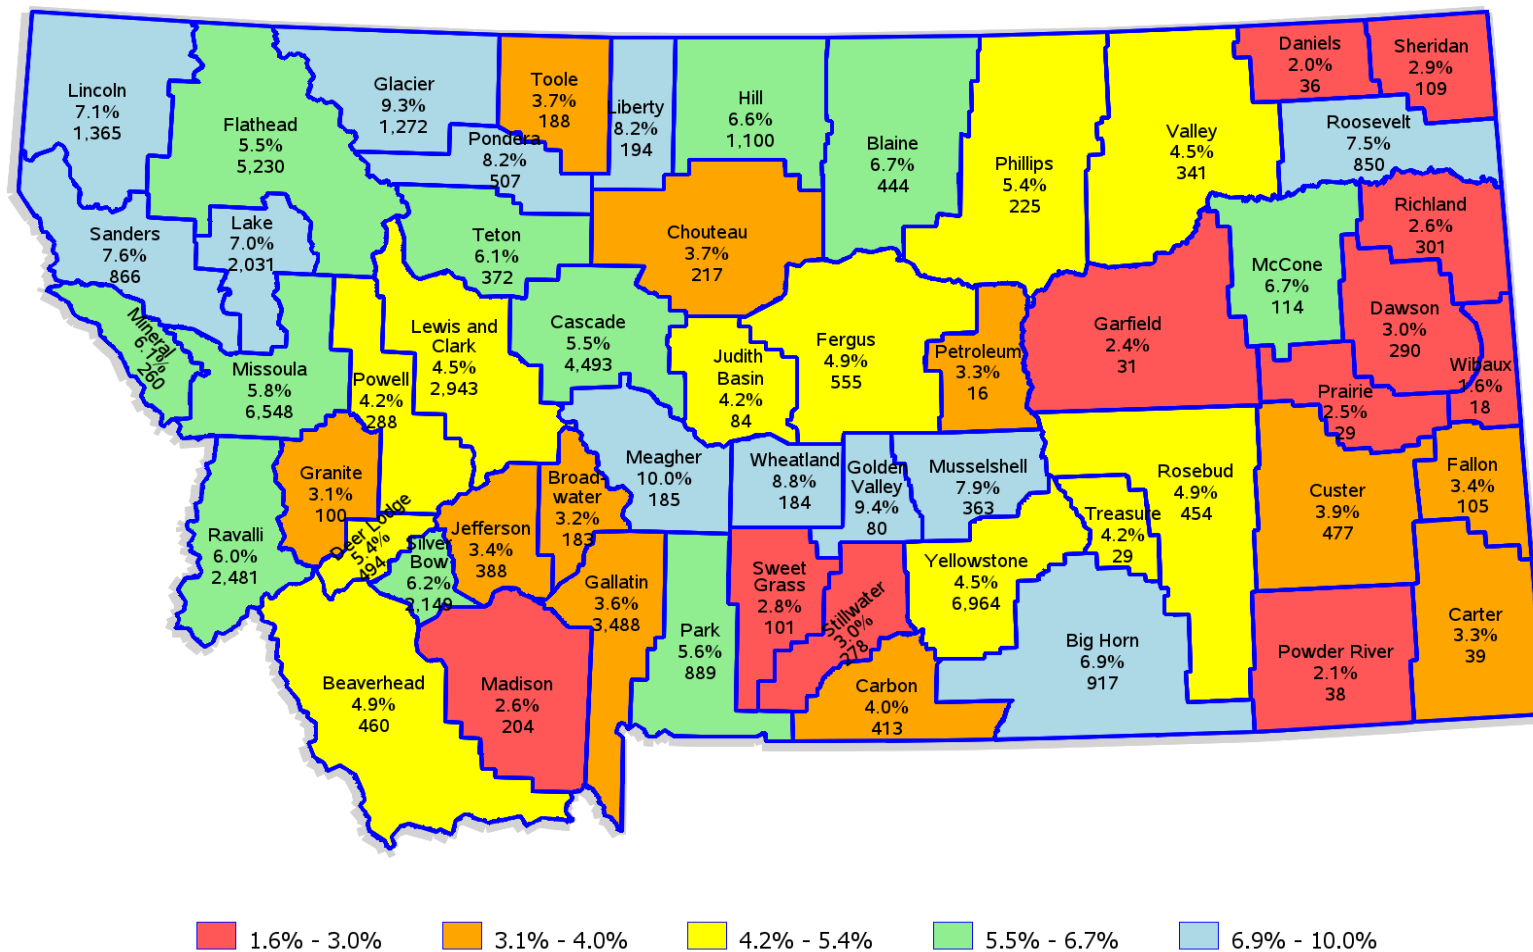 Lincoln
7.1%
1,365
Flathead
5.5%
5,230
Glacier
9.3%
1,272
Toole
3.7%
188
Liberty
8.2%
194
Hill
6.6%
1,100
Blaine
6.7%
444
Phillips
5.4%
225
Valley
4.5%
341
Daniels
2.0%
36
Sheridan
2.9%
109
Roosevelt
7.5%
850
Pondera
8.2%
507
Sanders
7.6%
866
Lake
7.0%
2,031
Teton
6.1%
372
Chouteau
3.7%
217
Richland
2.6%
301
McCone
6.7%
114
Dawson
3.0%
290
Mineral
6.1%
260
Missoula
5.8%
6,548
Powell
4.2%
288
Lewis and
Clark
4.5%
2,943
Cascade
5.5%
4,493
Judith
Basin
4.2%
84
Fergus
4.9%
555
Petroleum
3.3%
16
Garfield
2.4%
31
Prairie
2.5%
29
Wibaux
1.6%
18
Granite
3.1%
100
Ravalli
6.0%
2,481
Deer Lodge
5.4%
494
Silver
Bow
6.2%
2,149
Jefferson
3.4%
388
Broad-
water
3.2%
183
Meagher
10.0%
185
Wheatland
8.8%
184
Golden
Valley
9.4%
80
Musselshell
7.9%
363
Treasure
4.2%
29
Rosebud
4.9%
454
Custer
3.9%
477
Fallon
3.4%
105
Beaverhead
4.9%
460
Madison
2.6%
204
Gallatin
3.6%
3,488
Park
5.6%
889
Sweet
Grass
2.8%
101
Stillwater
3.0%
278
Carbon
4.0%
413
Yellowstone
4.5%
6,964
Big Horn
6.9%
917
Powder River
2.1%
38
Carter
3.3%
39
1.6% - 3.0%
3.1% - 4.0%
4.2% - 5.4%
5.5% - 6.7%
6.9% - 10.0%